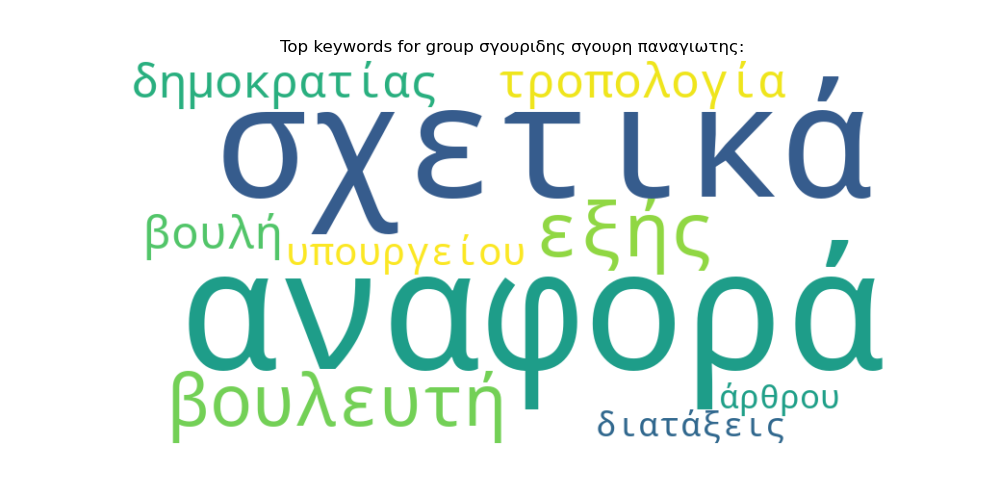 Top keywords for group σγουριδης σγουρη παναγιωτης:
δημοκρατίας τροπολογία
σχετικά
βουλή εξής
υπουργείου
αναφορά
βουλευτή άρθρου
διατάξεις